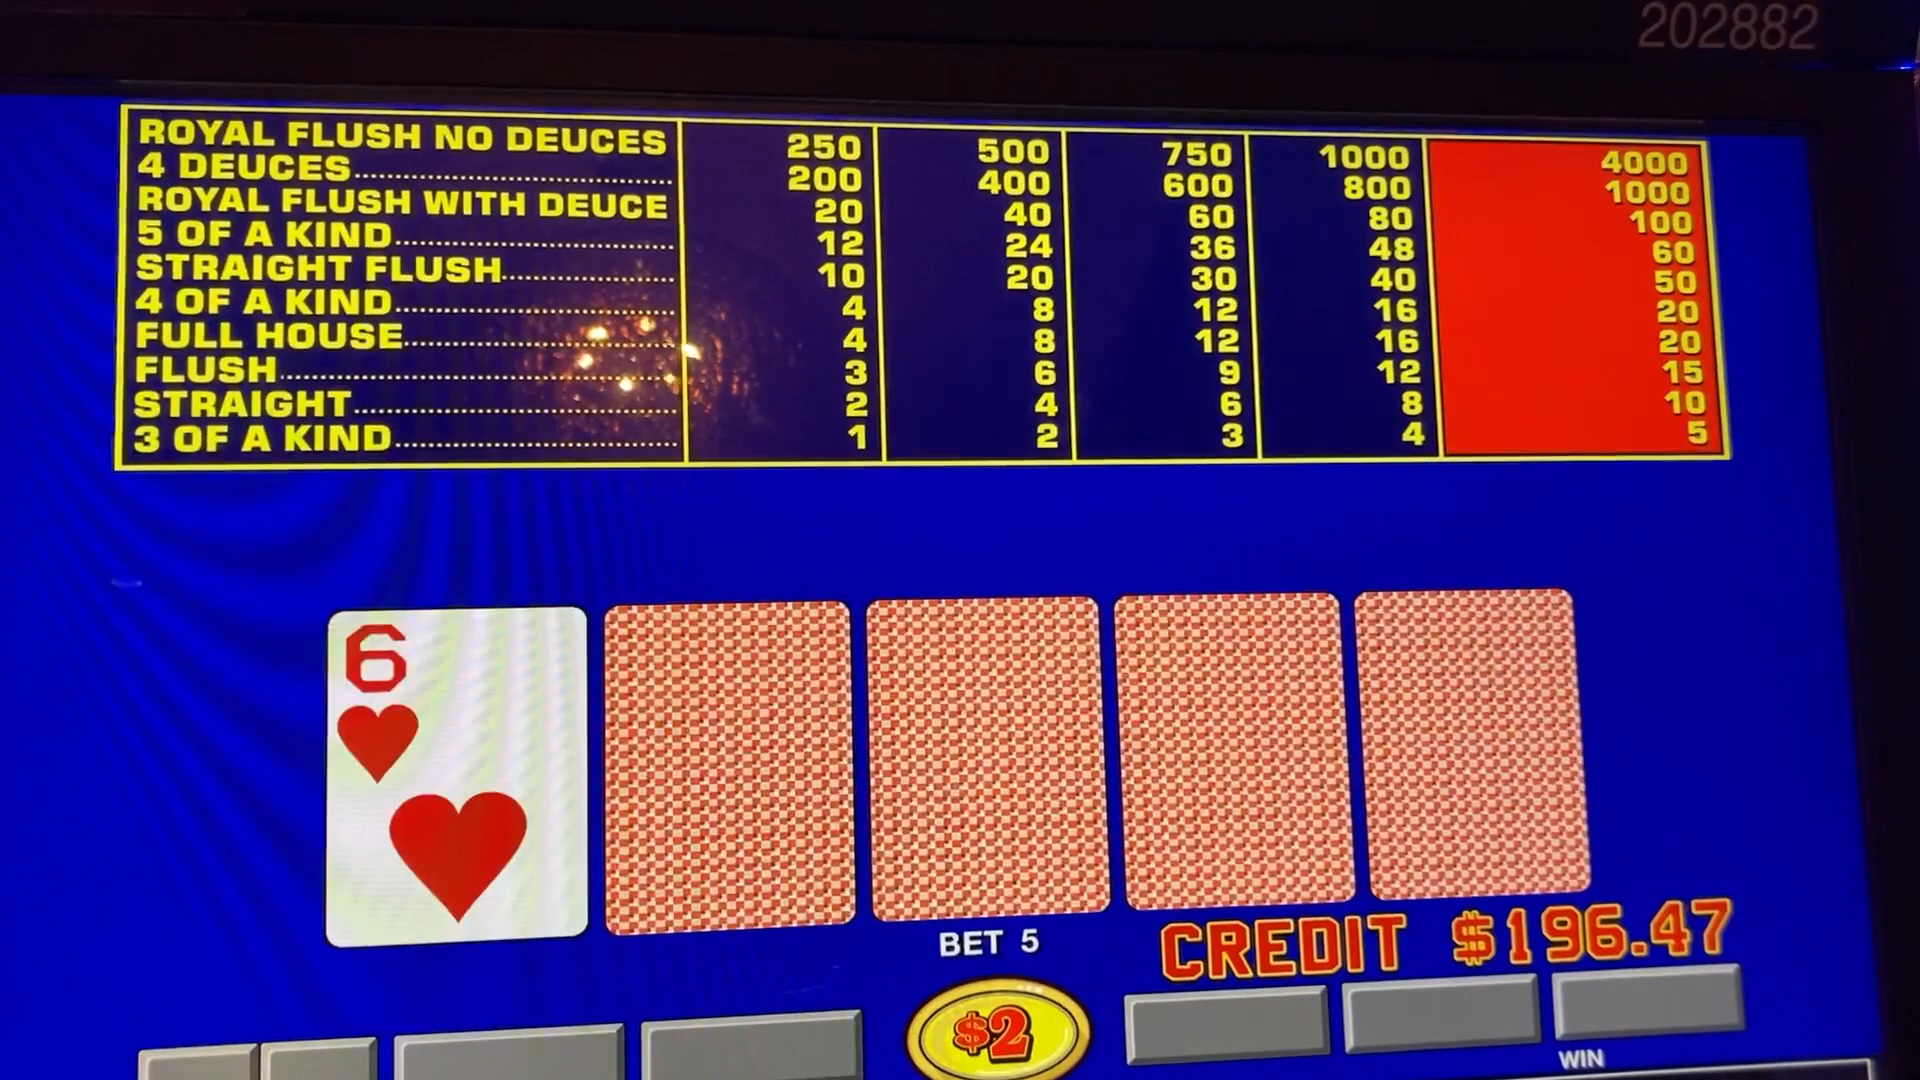 202882
ROYAL FLUSH NO DEUCES 250 500 750 1000 4000
4 DEUCES 200 400 600 800 1000
ROYAL FLUSH WITH DEUCE 20 40 60 80 100
5 OF A KIND 12 24 36 48 60
STRAIGHT FLUSH 10 20 30 40 50
4 OF A KIND 4 8 12 16 20
FULL HOUSE 4 8 12 16 20
FLUSH 3 6 9 12 15
STRAIGHT 2 4 6 8 10
3 OF A KIND 1 2 3 4 5
6
BET 5
CREDIT $196.47
$2
WIN